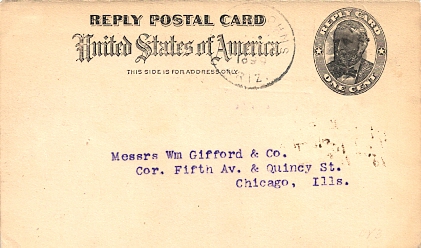 REPLY POSTAL CARD
United States of America
THIS SIDE IS FOR ADDRESS ONLY.
REPLY CARD
ONE CENT
Messrs Wm Gifford & Co.
Cor. Fifth Av. & Quincy St.
Chicago, Ills.